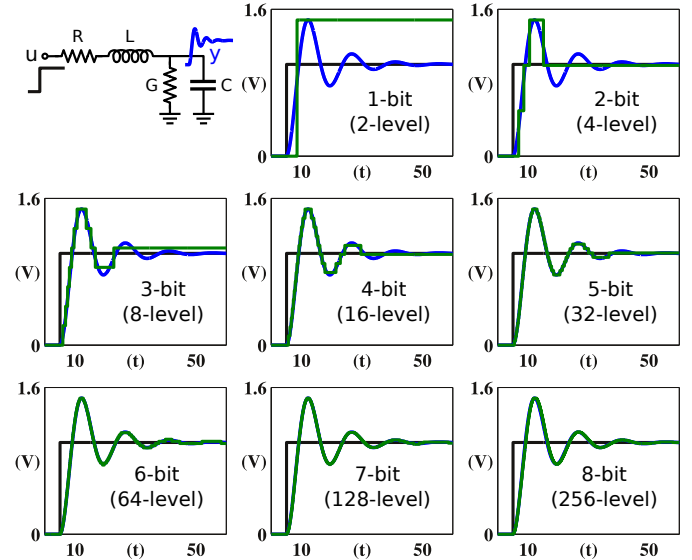 R L
u y
G C
1.6
(V)
1-bit
(2-level)
0
10 (t) 50
1.6
(V)
2-bit
(4-level)
0
10 (t) 50
1.6
(V)
3-bit
(8-level)
0
10 (t) 50
1.6
(V)
4-bit
(16-level)
0
10 (t) 50
1.6
(V)
5-bit
(32-level)
0
10 (t) 50
1.6
(V)
6-bit
(64-level)
0
10 (t) 50
1.6
(V)
7-bit
(128-level)
0
10 (t) 50
1.6
(V)
8-bit
(256-level)
0
10 (t) 50